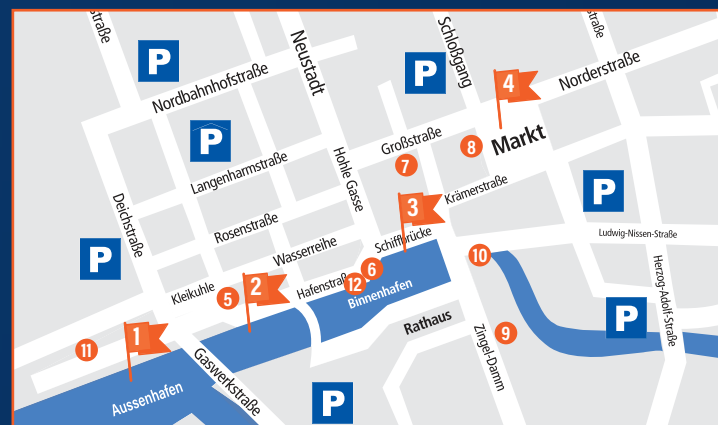 straße
Neustadt
Schloßgang
straße
P
P
4
Norderstraße
Nordbahnhofstraße
P
Großstraße
8
Markt
Langenharmstraße
Hohle Gasse
7
P
Krämerstraße
Deichstraße
Rosenstraße
3
Schiffbrücke
Ludwig-Nissen-Straße
Wasserreihe
P
10
6
12
Kleikuhle
5
2
Hafenstraß
Binnenhafen
Herzog-Adolf-Straße
P
Rathaus
9
Zingel-Damm
1
11
Gaswerkstraße
Aussenhafen
P